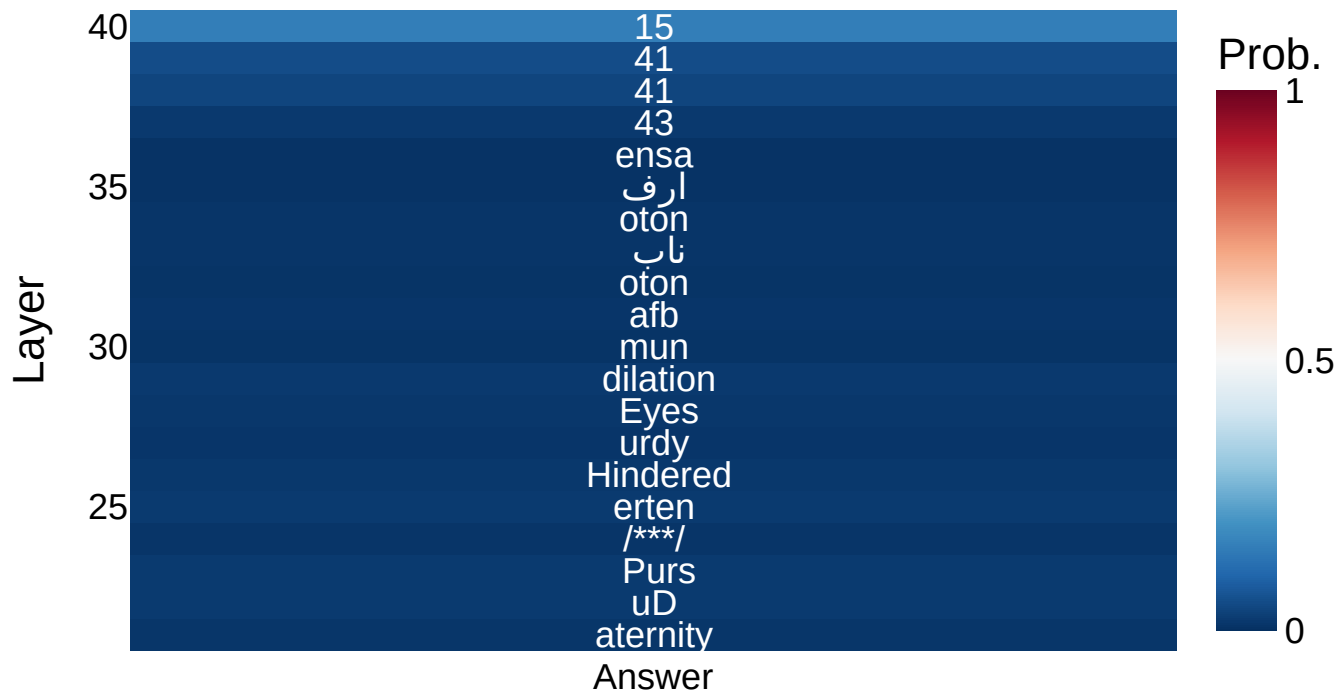 40 15 Prob.
41 1
41
43
ensa
35 ارف
oton
ناب
oton
afb
Layer 30 mun 0.5
dilation
Eyes
urdy
Hindered
25 erten
/***/
Purs
uD
aternity 0
Answer